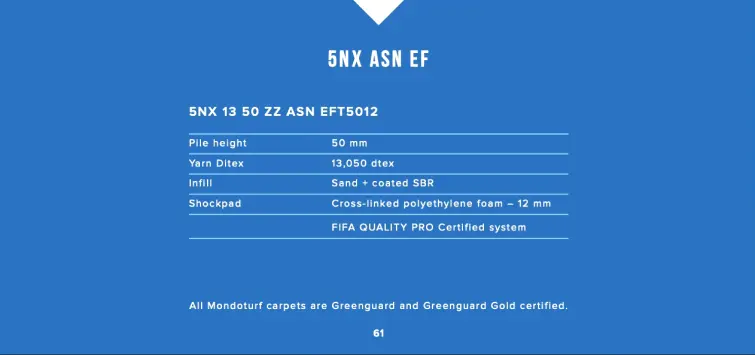 5NX ASN EF
5NX 13 50 ZZ ASN EFT5012
Pile height 50 mm
Yarn Ditex 13,050 dtex
Infill Sand + coated SBR
Shockpad Cross-linked polyethylene foam – 12 mm
FIFA QUALITY PRO Certified system
All Mondoturf carpets are Greenguard and Greenguard Gold certified.
61